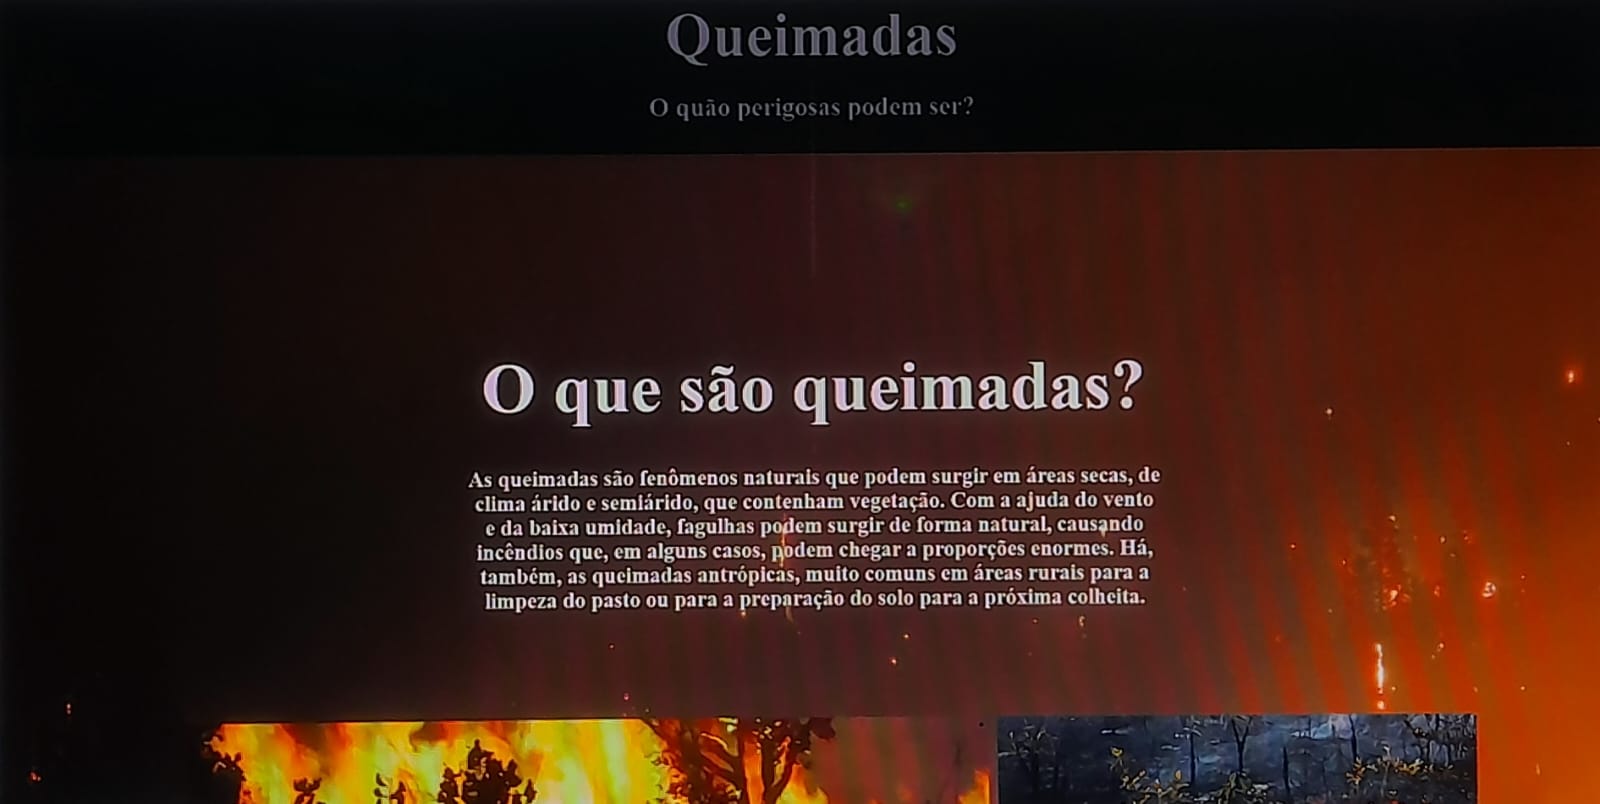 Queimadas
O quão perigosas podem ser?
O que são queimadas?
As queimadas são fenômenos naturais que podem surgir em áreas secas, de
clima árido e semiárido, que contenham vegetação. Com a ajuda do vento
e da baixa umidade, fagulhas podem surgir de forma natural, causando
incêndios que, em alguns casos, podem chegar a proporções enormes. Há,
também, as queimadas antrópicas, muito comuns em áreas rurais para a
limpeza do pasto ou para a preparação do solo para a próxima colheita.